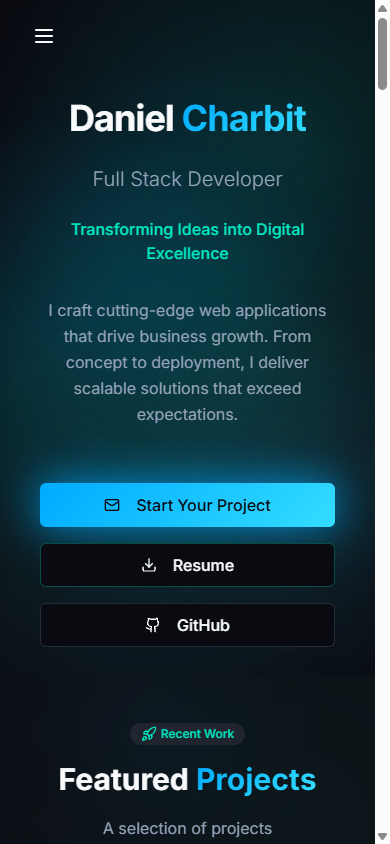 Daniel Charbit
Full Stack Developer
Transforming Ideas into Digital
Excellence
I craft cutting-edge web applications
that drive business growth. From
concept to deployment, I deliver
scalable solutions that exceed
expectations.
Start Your Project
Resume
GitHub
Recent Work
Featured Projects
A selection of projects